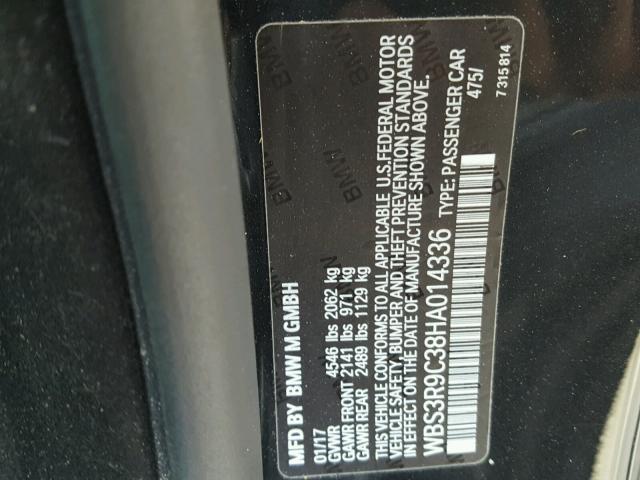 MFD BY BMW M GMBH
01/17
GVWR 4546 lbs 2062 kg
GAWR FRONT 2141 lbs 971 kg
GAWR REAR 2489 lbs 1129 kg
THIS VEHICLE CONFORMS TO ALL APPLICABLE U.S.FEDERAL MOTOR
VEHICLE SAFETY, BUMPER AND THEFT PREVENTION STANDARDS
IN EFFECT ON THE DATE OF MANUFACTURE SHOWN ABOVE.
WBS3R9C38HA014336 TYPE: PASSENGER CAR
475/
7315814